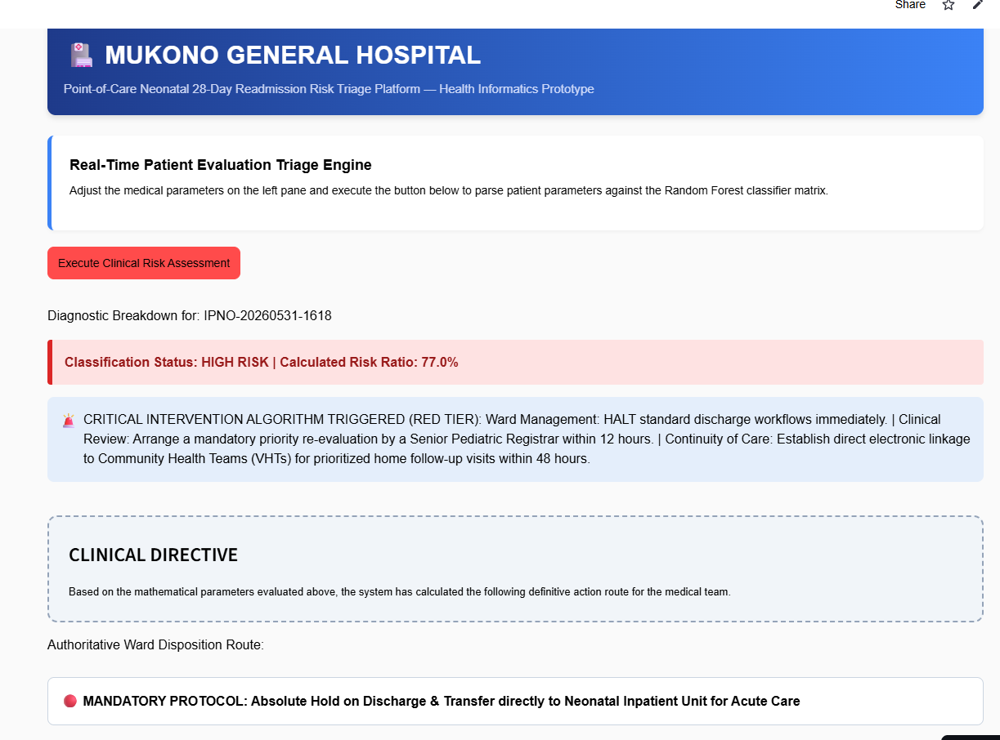 Share
MUKONO GENERAL HOSPITAL
Point-of-Care Neonatal 28-Day Readmission Risk Triage Platform — Health Informatics Prototype
Real-Time Patient Evaluation Triage Engine
Adjust the medical parameters on the left pane and execute the button below to parse patient parameters against the Random Forest classifier matrix.
Execute Clinical Risk Assessment
Diagnostic Breakdown for: IPNO-20260531-1618
Classification Status: HIGH RISK | Calculated Risk Ratio: 77.0%
CRITICAL INTERVENTION ALGORITHM TRIGGERED (RED TIER): Ward Management: HALT standard discharge workflows immediately. | Clinical
Review: Arrange a mandatory priority re-evaluation by a Senior Pediatric Registrar within 12 hours. | Continuity of Care: Establish direct electronic linkage
to Community Health Teams (VHTs) for prioritized home follow-up visits within 48 hours.
CLINICAL DIRECTIVE
Based on the mathematical parameters evaluated above, the system has calculated the following definitive action route for the medical team.
Authoritative Ward Disposition Route:
MANDATORY PROTOCOL: Absolute Hold on Discharge & Transfer directly to Neonatal Inpatient Unit for Acute Care